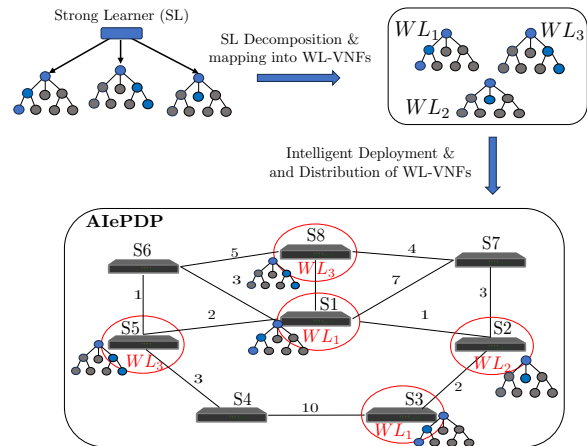 Strong Learner (SL)
SL Decomposition &
mapping into WL-VNFs
WL1
WL3
WL2
Intelligent Deployment &
and Distribution of WL-VNFs
AIePDP
S6
5
S8
4
S7
WL3
3
7
1
S1
3
S5
2
WL1
1
S2
WL3
WL2
3
2
S4
10
S3
WL1